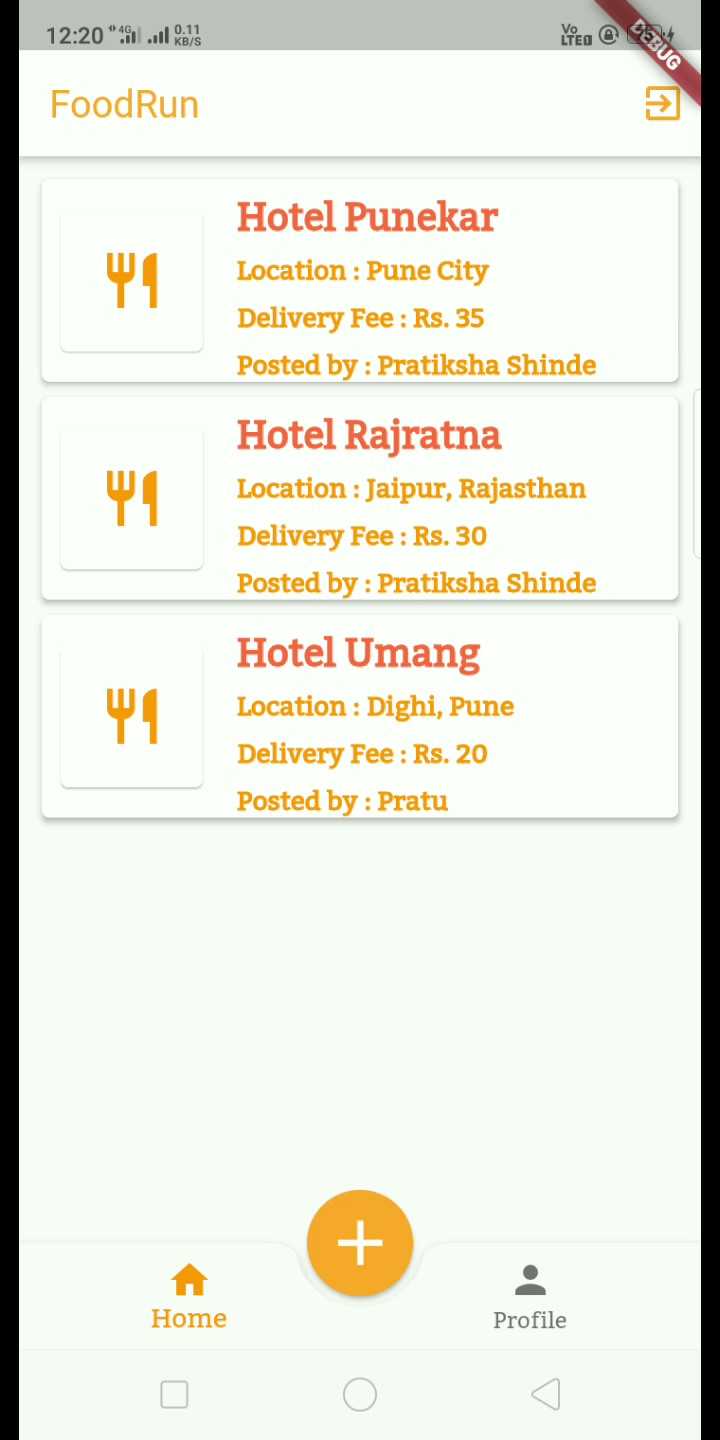 12:20 4G 0.11
KB/S
Vo
LTE
DEBUG
FoodRun
Hotel Punekar
Location : Pune City
Delivery Fee : Rs. 35
Posted by : Pratiksha Shinde
Hotel Rajratna
Location : Jaipur, Rajasthan
Delivery Fee : Rs. 30
Posted by : Pratiksha Shinde
Hotel Umang
Location : Dighi, Pune
Delivery Fee : Rs. 20
Posted by : Pratu
Home
Profile